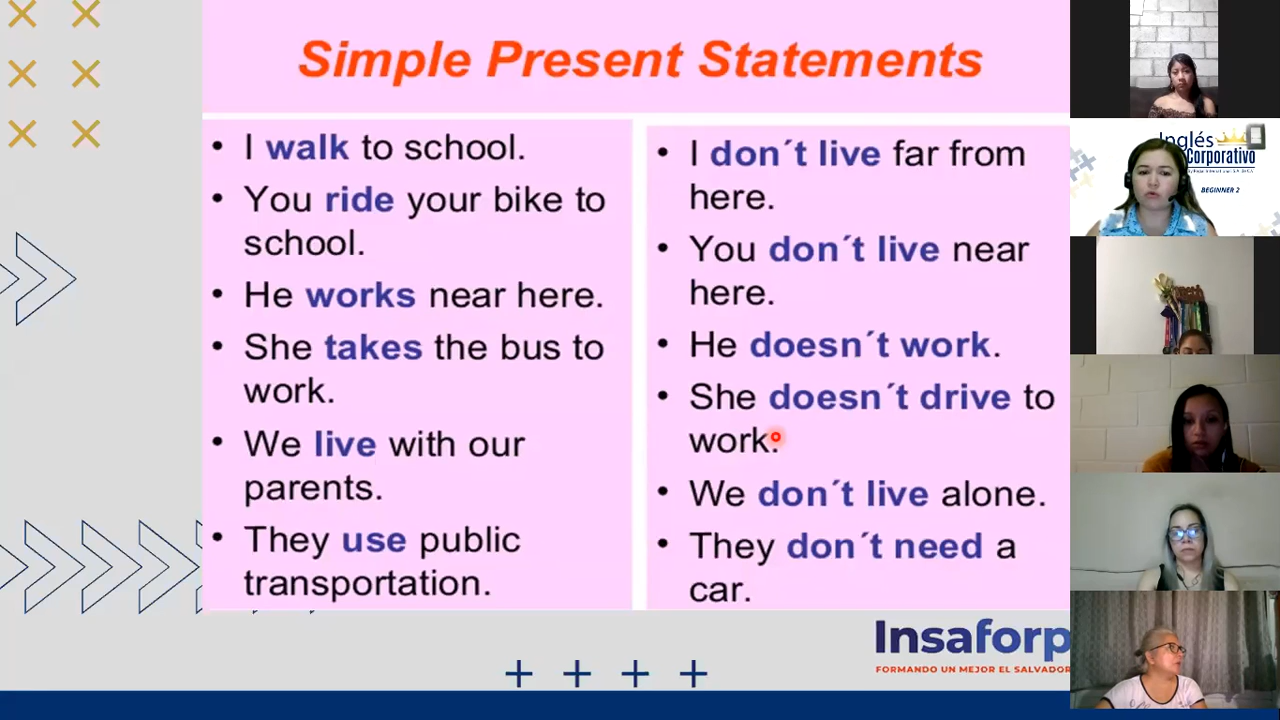 Simple Present Statements
• I walk to school.
• You ride your bike to
school.
• He works near here.
• She takes the bus to
work.
• We live with our
parents.
• They use public
transportation.
• I don´t live far from
here.
• You don´t live near
here.
• He doesn´t work.
• She doesn´t drive to
work.
• We don´t live alone.
• They don´t need a
car.
Insaforp
FORMANDO UN MEJOR EL SALVADOR
Inglés
Corporativo
BEGINNER 2